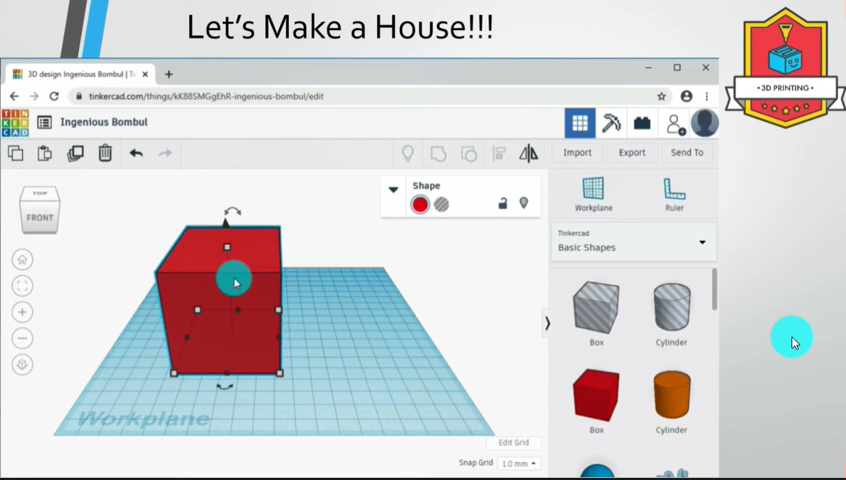 Let's Make a House!!!
3D design Ingenious Bombul | Ti
tinkercad.com/things/kK88SMGgEhR-ingenious-bombul/edit
3D PRINTING
TIN
KER
CAD
Ingenious Bombul
Import
Export
Send To
TOP
FRONT
Shape
Workplane
Ruler
Tinkercad
Basic Shapes
Box
Cylinder
Box
Cylinder
Workplane
Edit Grid
Snap Grid 1.0 mm